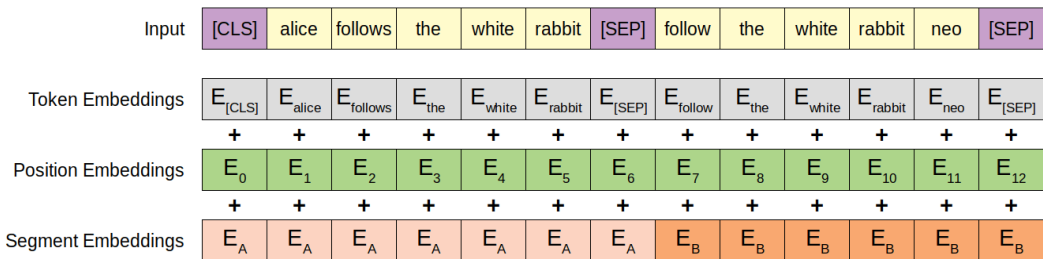 Input [CLS] alice follows the white rabbit [SEP] follow the white rabbit neo [SEP]
Token Embeddings E[CLS] Ealice Efollows Ethe Ewhite Erabbit E[SEP] Efollow Ethe Ewhite Erabbit Eneo E[SEP]
+ + + + + + + + + + + + +
Position Embeddings E0 E1 E2 E3 E4 E5 E6 E7 E8 E9 E10 E11 E12
+ + + + + + + + + + + + +
Segment Embeddings EA EA EA EA EA EA EA EB EB EB EB EB EB